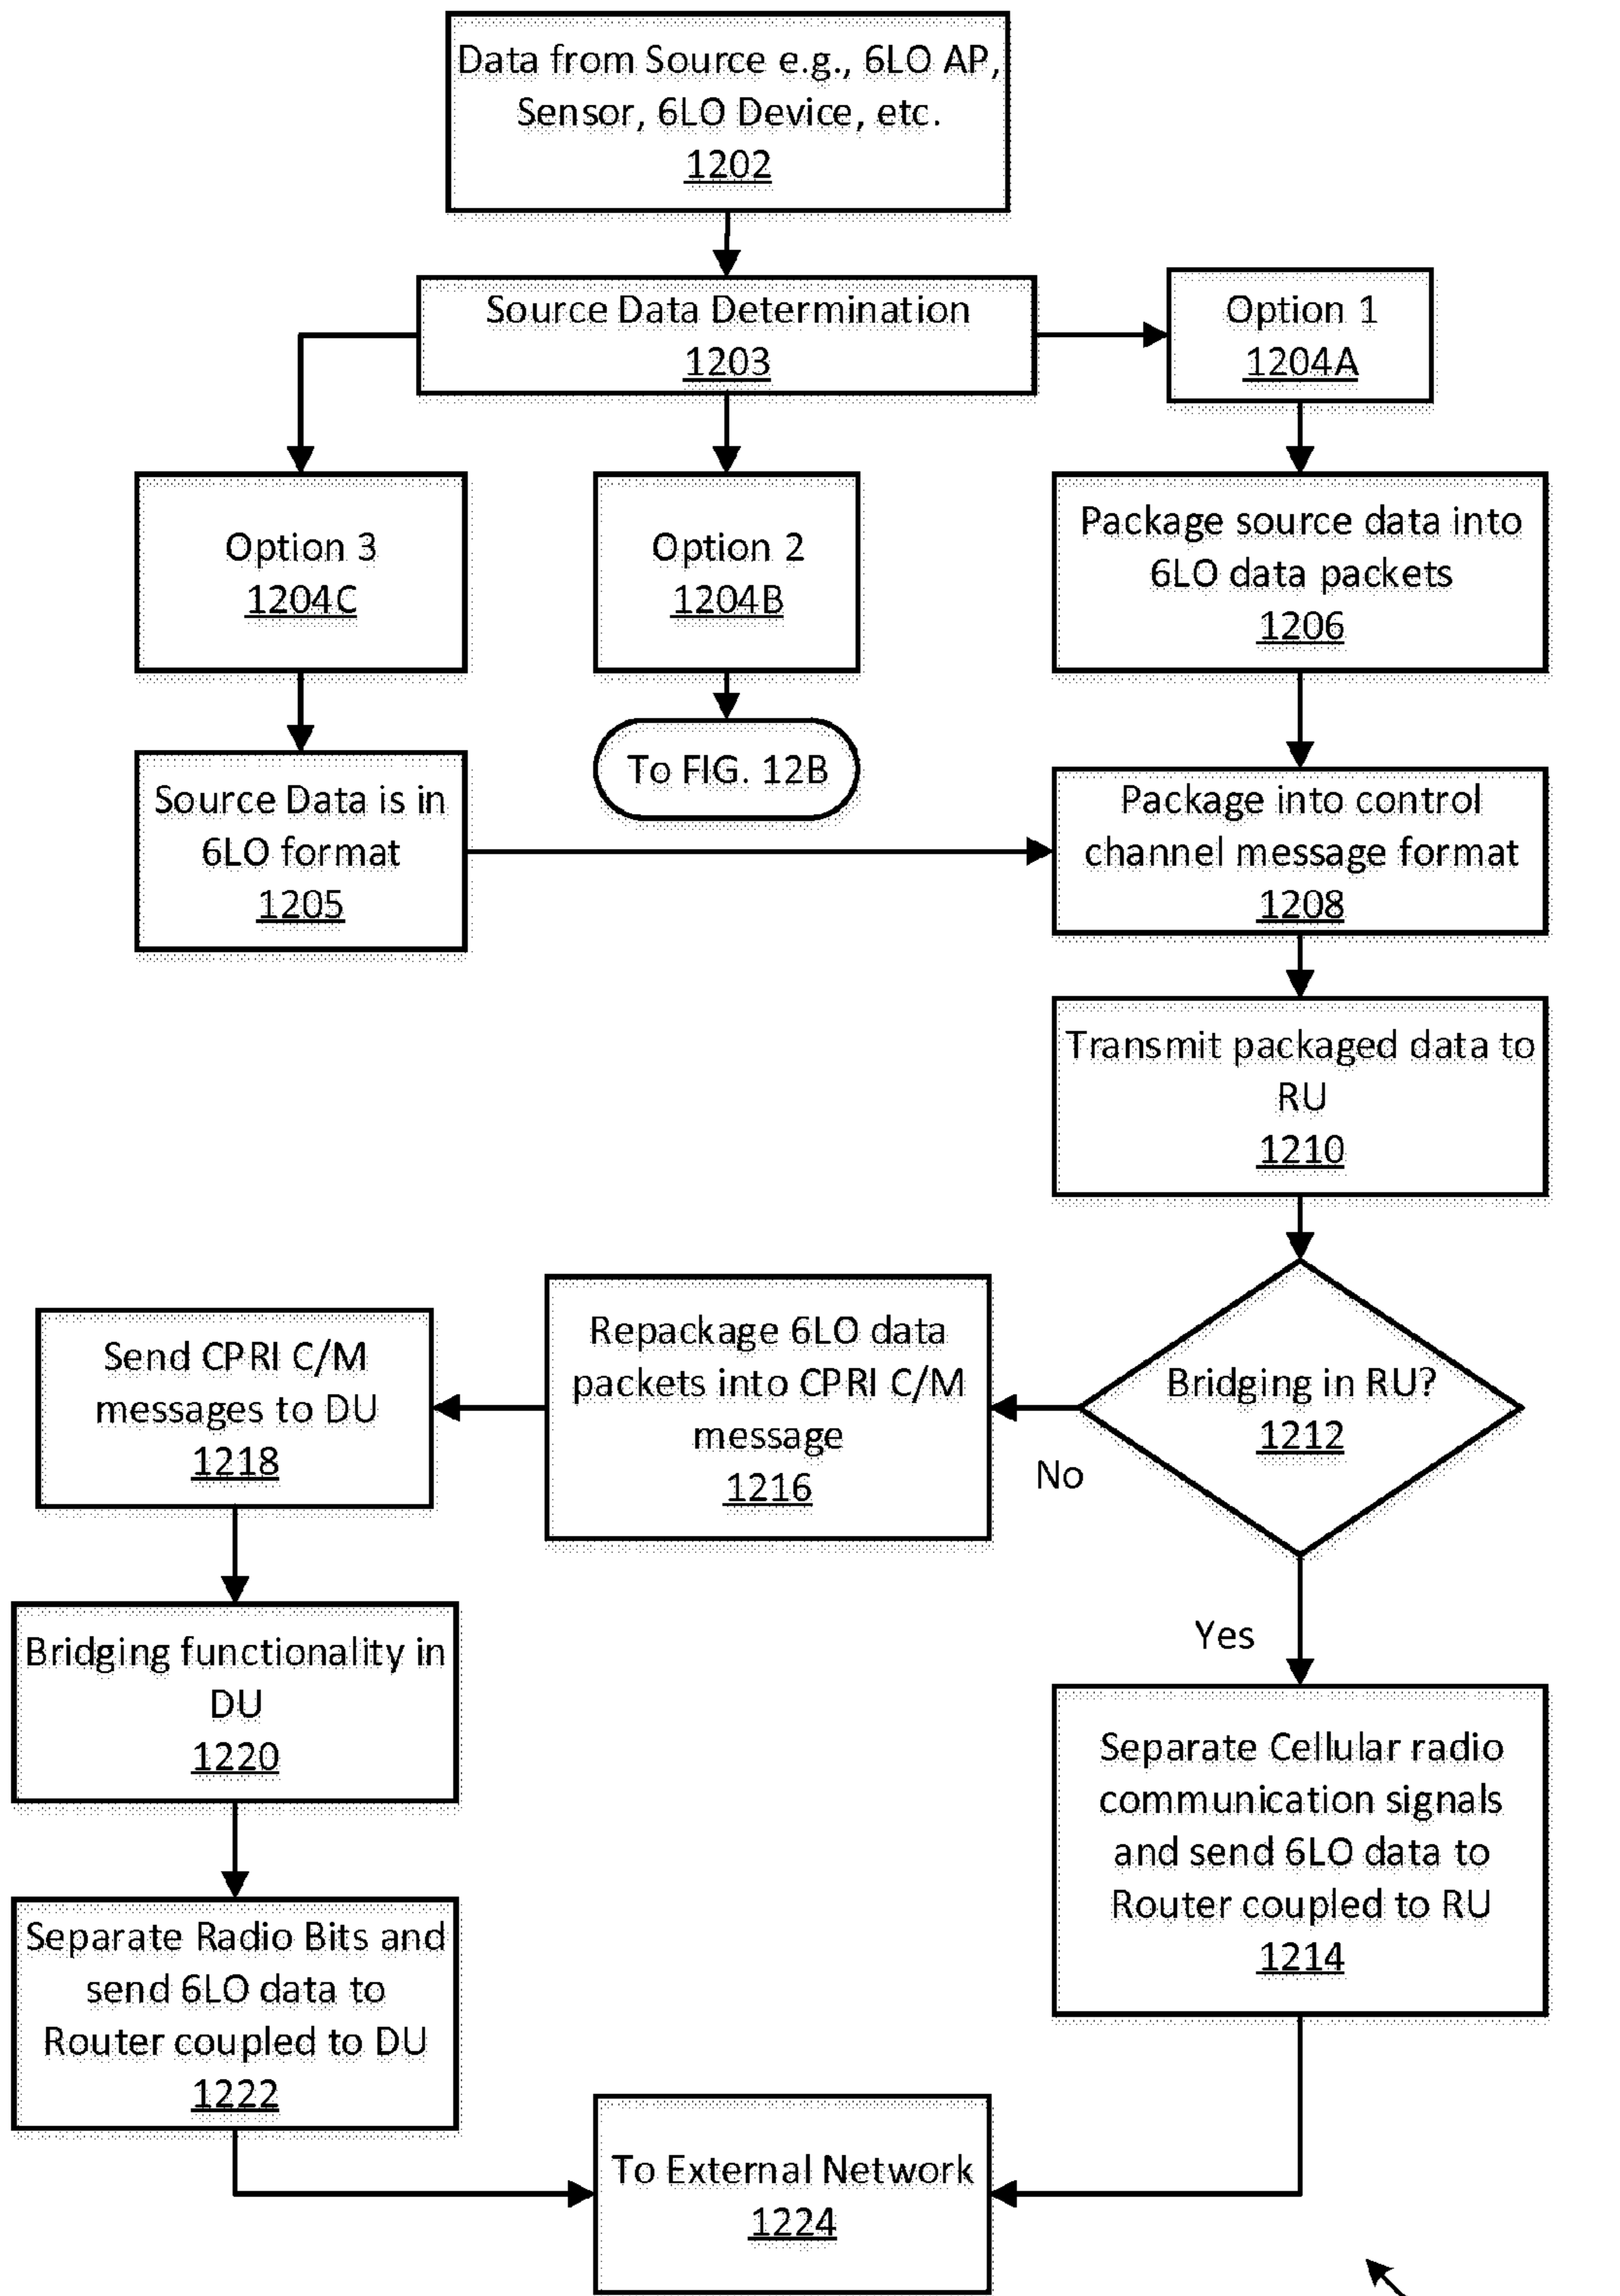 Data from Source e.g., 6LO AP,
Sensor, 6LO Device, etc.
1202
Source Data Determination
1203
Option 1
1204A
Option 3
1204C
Option 2
1204B
Package source data into
6LO data packets
1206
To FIG. 12B
Source Data is in
6LO format
1205
Package into control
channel message format
1208
Transmit packaged data to
RU
1210
Bridging in RU?
1212
No
Yes
Repackage 6LO data
packets into CPRI C/M
message
1216
Send CPRI C/M
messages to DU
1218
Bridging functionality in
DU
1220
Separate Cellular radio
communication signals
and send 6LO data to
Router coupled to RU
1214
Separate Radio Bits and
send 6LO data to
Router coupled to DU
1222
To External Network
1224